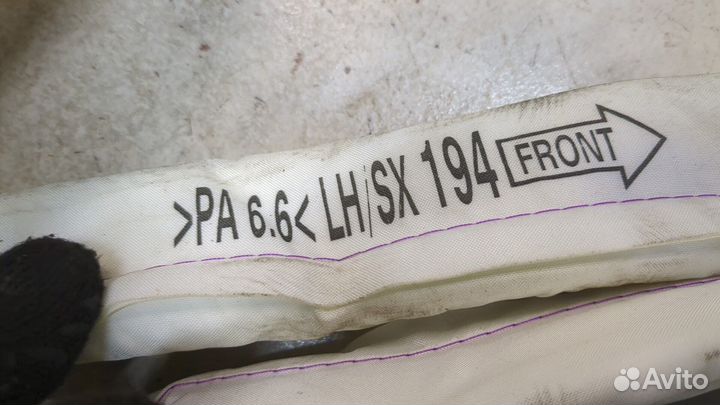 >PA 6.6< LH/SX 194 FRONT
Avito